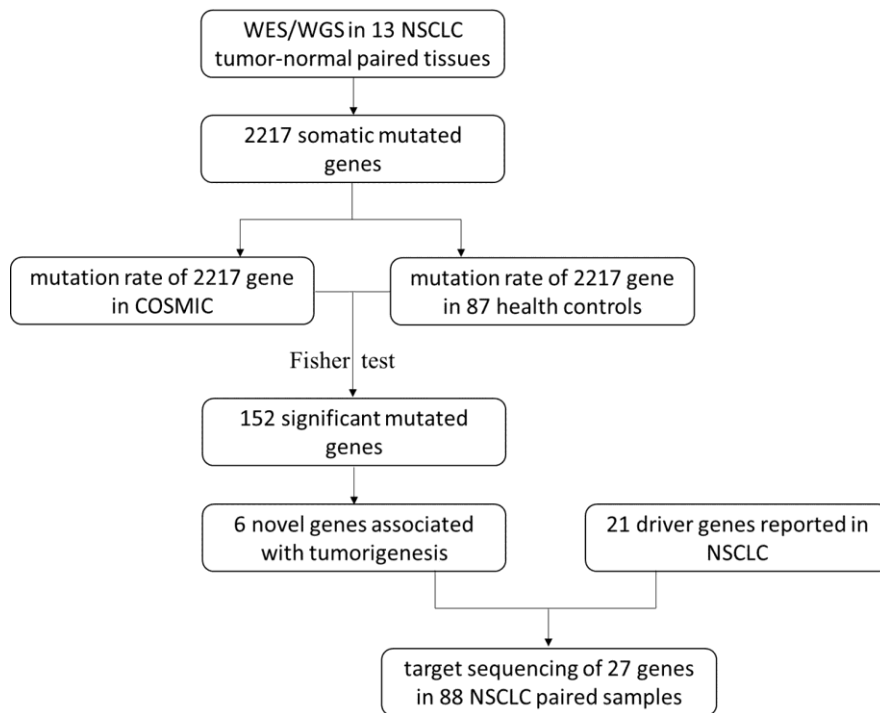 WES/WGS in 13 NSCLC
tumor-normal paired tissues
2217 somatic mutated
genes
mutation rate of 2217 gene
in COSMIC
mutation rate of 2217 gene
in 87 health controls
Fisher test
152 significant mutated
genes
6 novel genes associated
with tumorigenesis
21 driver genes reported in
NSCLC
target sequencing of 27 genes
in 88 NSCLC paired samples